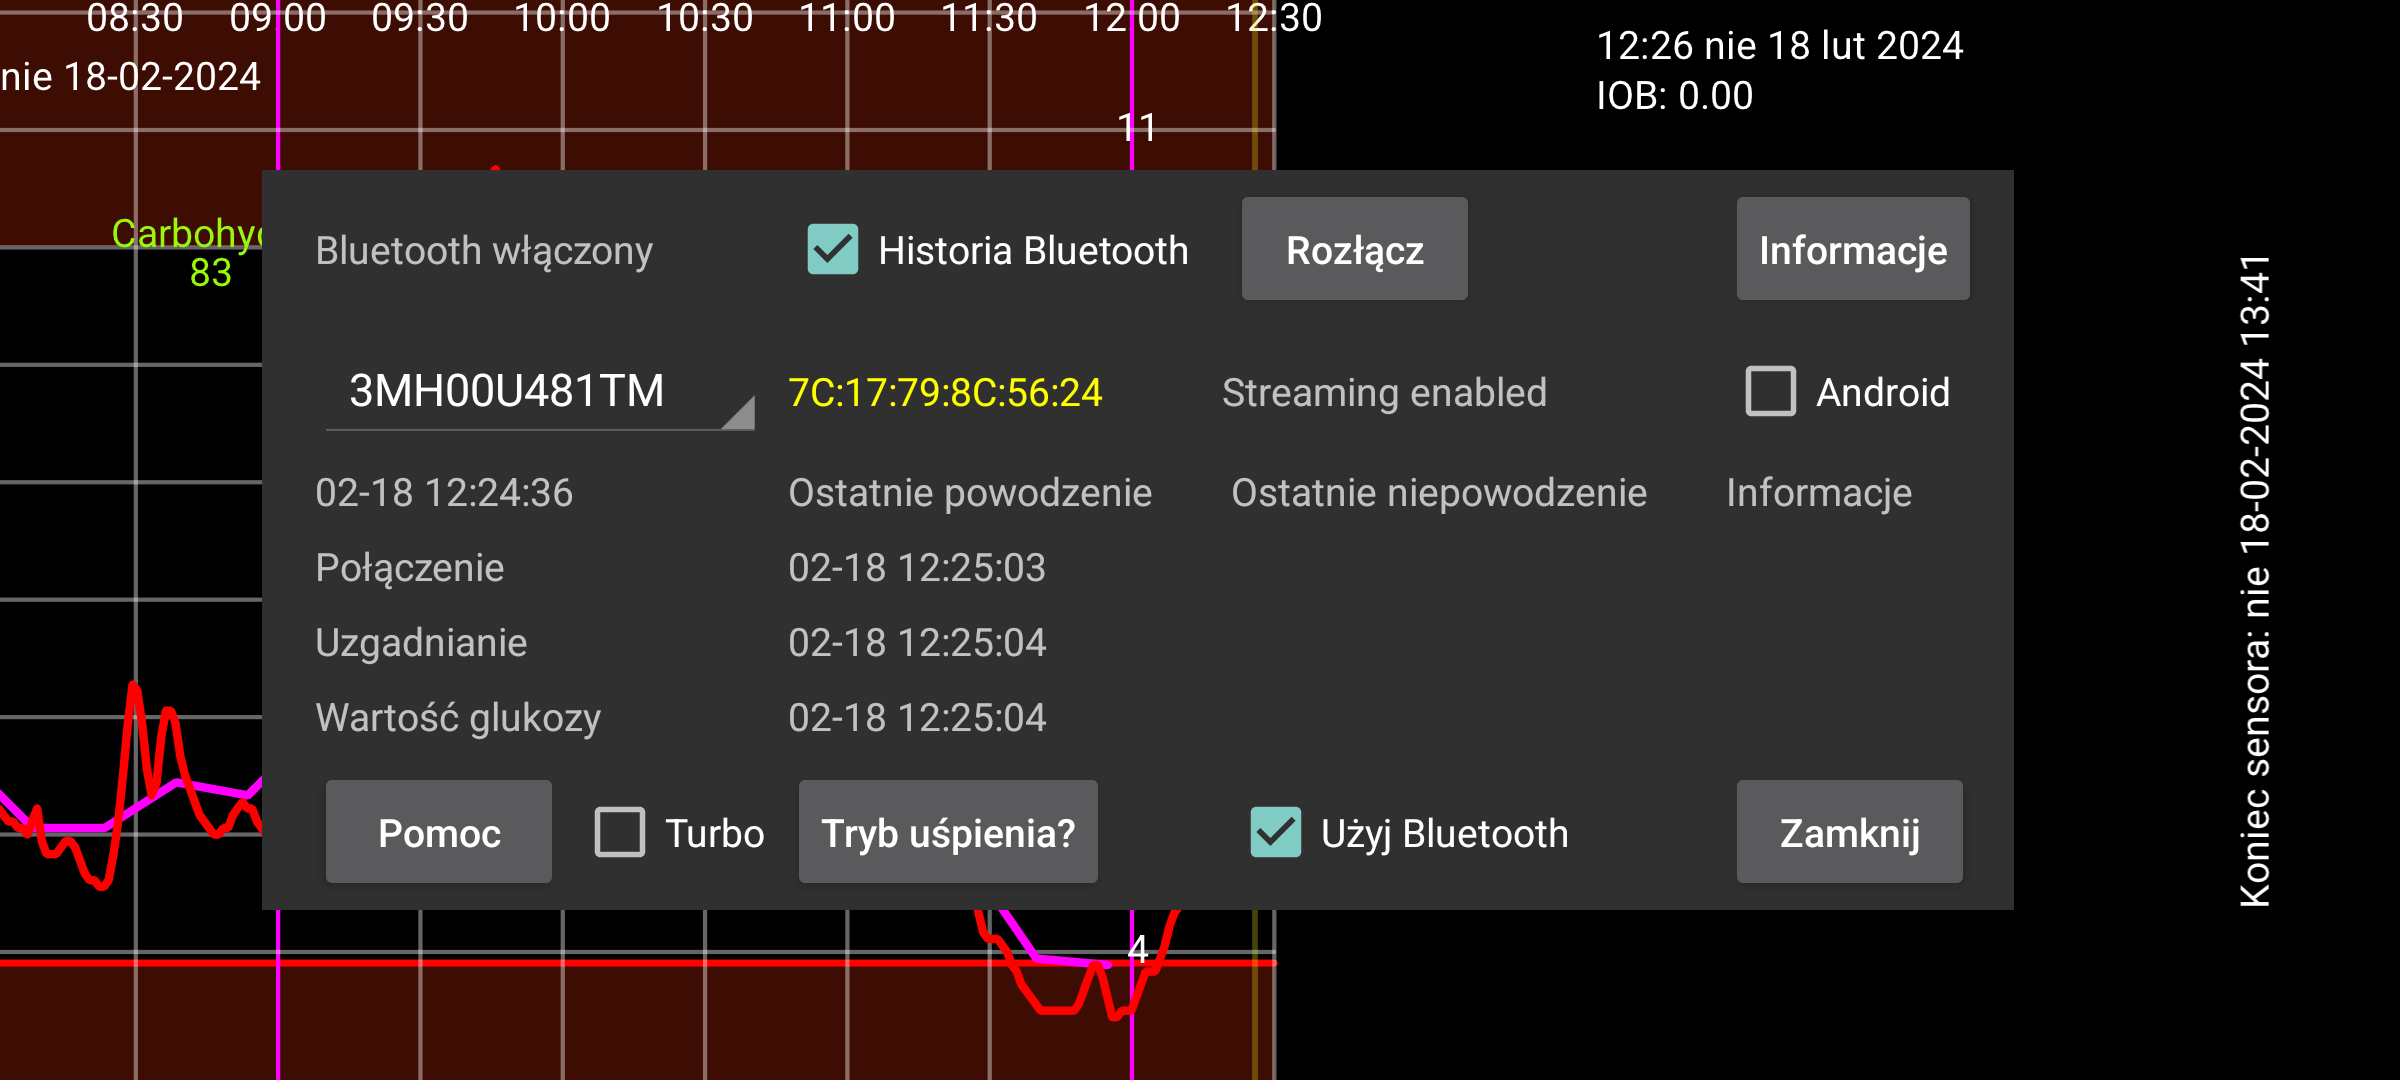 08:30 09:00 09:30 10:00 10:30 11:00 11:30 12:00 12:30
nie 18-02-2024
12:26 nie 18 lut 2024
IOB: 0.00
11
Carbohyd
83
Bluetooth włączony
Historia Bluetooth
Rozłącz
Informacje
3MH00U481TM
7C:17:79:8C:56:24
Streaming enabled
Android
02-18 12:24:36
Ostatnie powodzenie
Ostatnie niepowodzenie
Informacje
Połączenie
02-18 12:25:03
Uzgadnianie
02-18 12:25:04
Wartość glukozy
02-18 12:25:04
Pomoc
Turbo
Tryb uśpienia?
Użyj Bluetooth
Zamknij
4
Koniec sensora: nie 18-02-2024 13:41